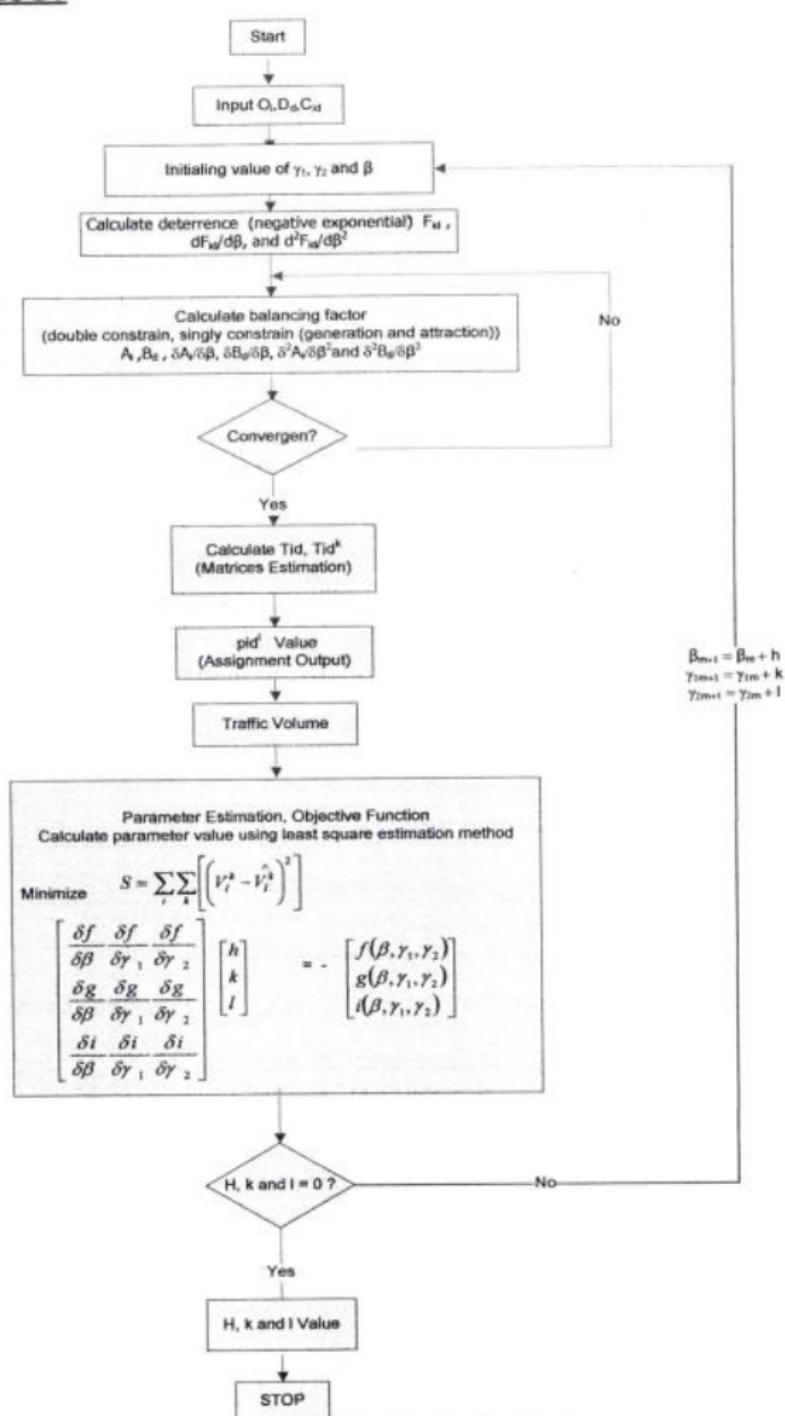 Start
Input Oi,Dd,Cid
Initialing value of γ1, γ2 and β
Calculate deterrence (negative exponential) Fid ,
dFid/dβ, and d²Fid/dβ²
Calculate balancing factor
(double constrain, singly constrain (generation and attraction))
Ai ,Bd , δAi/δβ, δBd/δβ, δ²Ai/δβ² and δ²Bd/δβ²
No
Convergen?
Yes
Calculate Tid, Tid^k
(Matrices Estimation)
pid^l Value
(Assignment Output)
Traffic Volume
βm+1 = βm + h
γ1m+1 = γ1m + k
γ2m+1 = γ2m + l
Parameter Estimation, Objective Function
Calculate parameter value using least square estimation method
Minimize S = Σl Σk [(Vl^k − V̂l^k)²]
[δf/δβ δf/δγ1 δf/δγ2] [h] = - [f(β,γ1,γ2)]
[δg/δβ δg/δγ1 δg/δγ2] [k] [g(β,γ1,γ2)]
[δi/δβ δi/δγ1 δi/δγ2] [l] [i(β,γ1,γ2)]
H, k and l = 0 ?
No
Yes
H, k and l Value
STOP